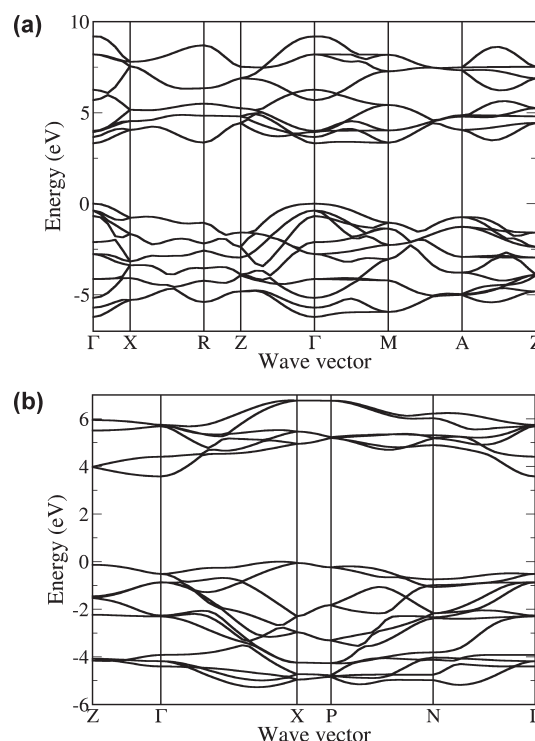 (a)
10
5
0
-5
Energy (eV)
Γ X R Z Γ M A Z
Wave vector
(b)
6
4
2
0
-2
-4
-6
Energy (eV)
Z Γ X P N Γ
Wave vector